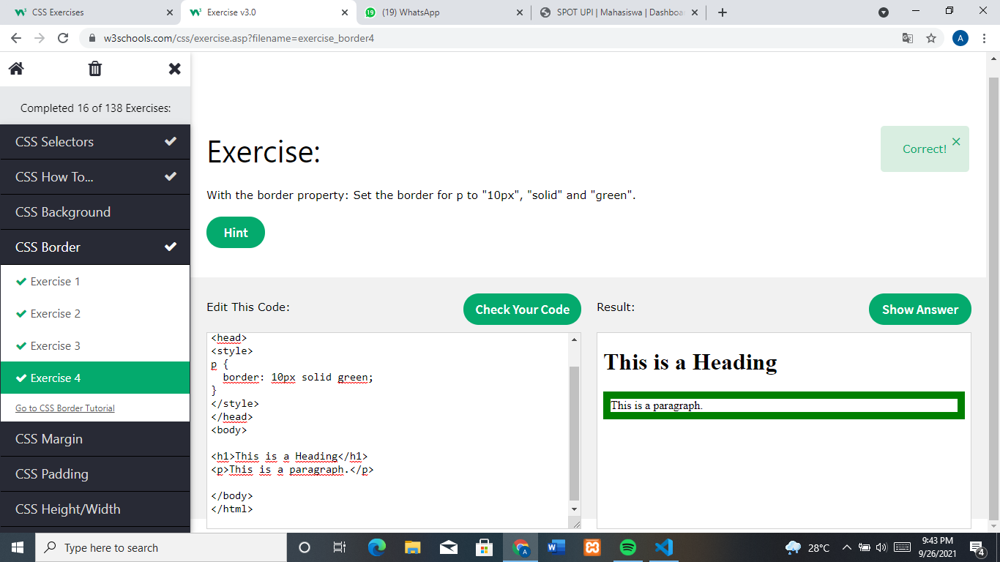 CSS Exercises
Exercise v3.0
(19) WhatsApp
SPOT UPI | Mahasiswa | Dashboa
w3schools.com/css/exercise.asp?filename=exercise_border4
A
Completed 16 of 138 Exercises:
CSS Selectors
CSS How To...
CSS Background
CSS Border
Exercise 1
Exercise 2
Exercise 3
Exercise 4
Go to CSS Border Tutorial
CSS Margin
CSS Padding
CSS Height/Width
Exercise:
Correct!
With the border property: Set the border for p to "10px", "solid" and "green".
Hint
Edit This Code:
Check Your Code
<head>
<style>
p {
border: 10px solid green;
}
</style>
</head>
<body>
<h1>This is a Heading</h1>
<p>This is a paragraph.</p>
</body>
</html>
Result:
Show Answer
This is a Heading
This is a paragraph.
Type here to search
28°C
9:43 PM
9/26/2021
4